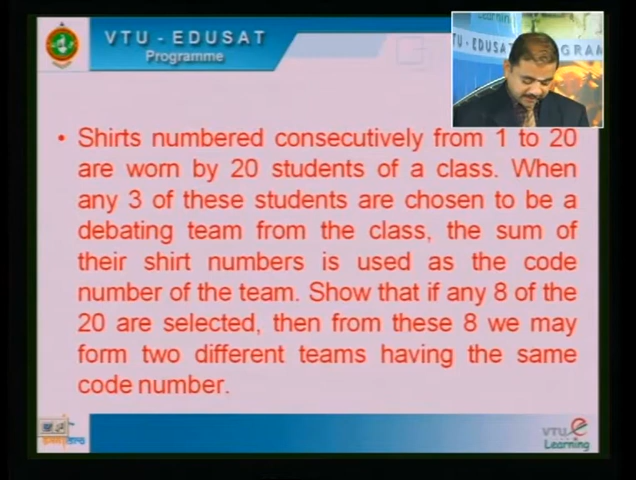 VTU - EDUSAT
Programme
TU - EDUSAT
GRAM
• Shirts numbered consecutively from 1 to 20
are worn by 20 students of a class. When
any 3 of these students are chosen to be a
debating team from the class, the sum of
their shirt numbers is used as the code
number of the team. Show that if any 8 of the
20 are selected, then from these 8 we may
form two different teams having the same
code number.
VTU e
Learning